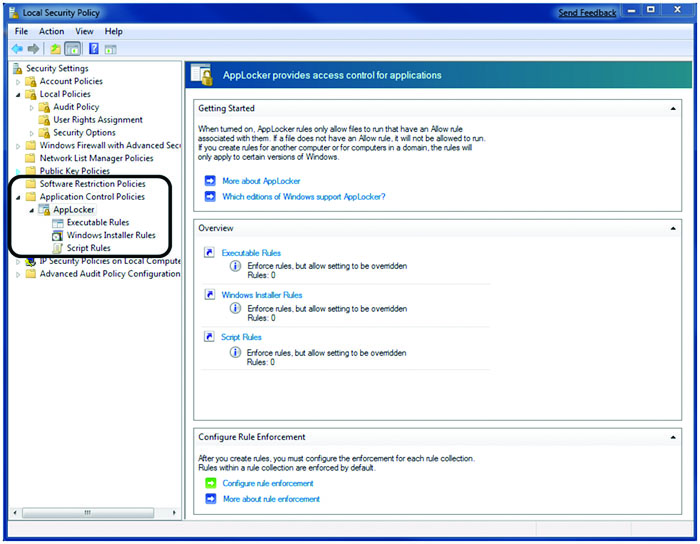 Local Security Policy
Send Feedback
File Action View Help
Security Settings
Account Policies
Local Policies
Audit Policy
User Rights Assignment
Security Options
Windows Firewall with Advanced Secu
Network List Manager Policies
Public Key Policies
Software Restriction Policies
Application Control Policies
AppLocker
Executable Rules
Windows Installer Rules
Script Rules
IP Security Policies on Local Compute
Advanced Audit Policy Configuration
AppLocker provides access control for applications
Getting Started
When turned on, AppLocker rules only allow files to run that have an Allow rule
associated with them. If a file does not have an Allow rule, it will not be allowed to run.
If you create rules for another computer or for computers in a domain, the rules will
only apply to certain versions of Windows.
More about AppLocker
Which editions of Windows support AppLocker?
Overview
Executable Rules
Enforce rules, but allow setting to be overridden
Rules: 0
Windows Installer Rules
Enforce rules, but allow setting to be overridden
Rules: 0
Script Rules
Enforce rules, but allow setting to be overridden
Rules: 0
Configure Rule Enforcement
After you create rules, you must configure the enforcement for each rule collection.
Rules within a rule collection are enforced by default.
Configure rule enforcement
More about rule enforcement